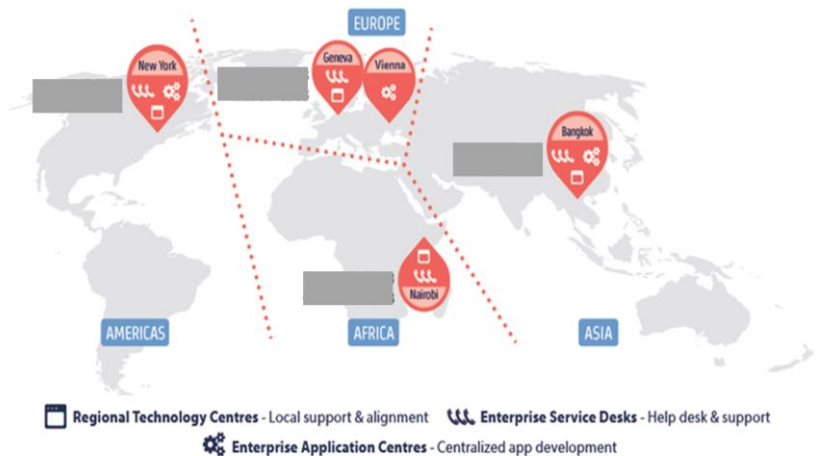 EUROPE
New York
Geneva
Vienna
Bangkok
Nairobi
AMERICAS
AFRICA
ASIA
Regional Technology Centres - Local support & alignment
Enterprise Service Desks - Help desk & support
Enterprise Application Centres - Centralized app development